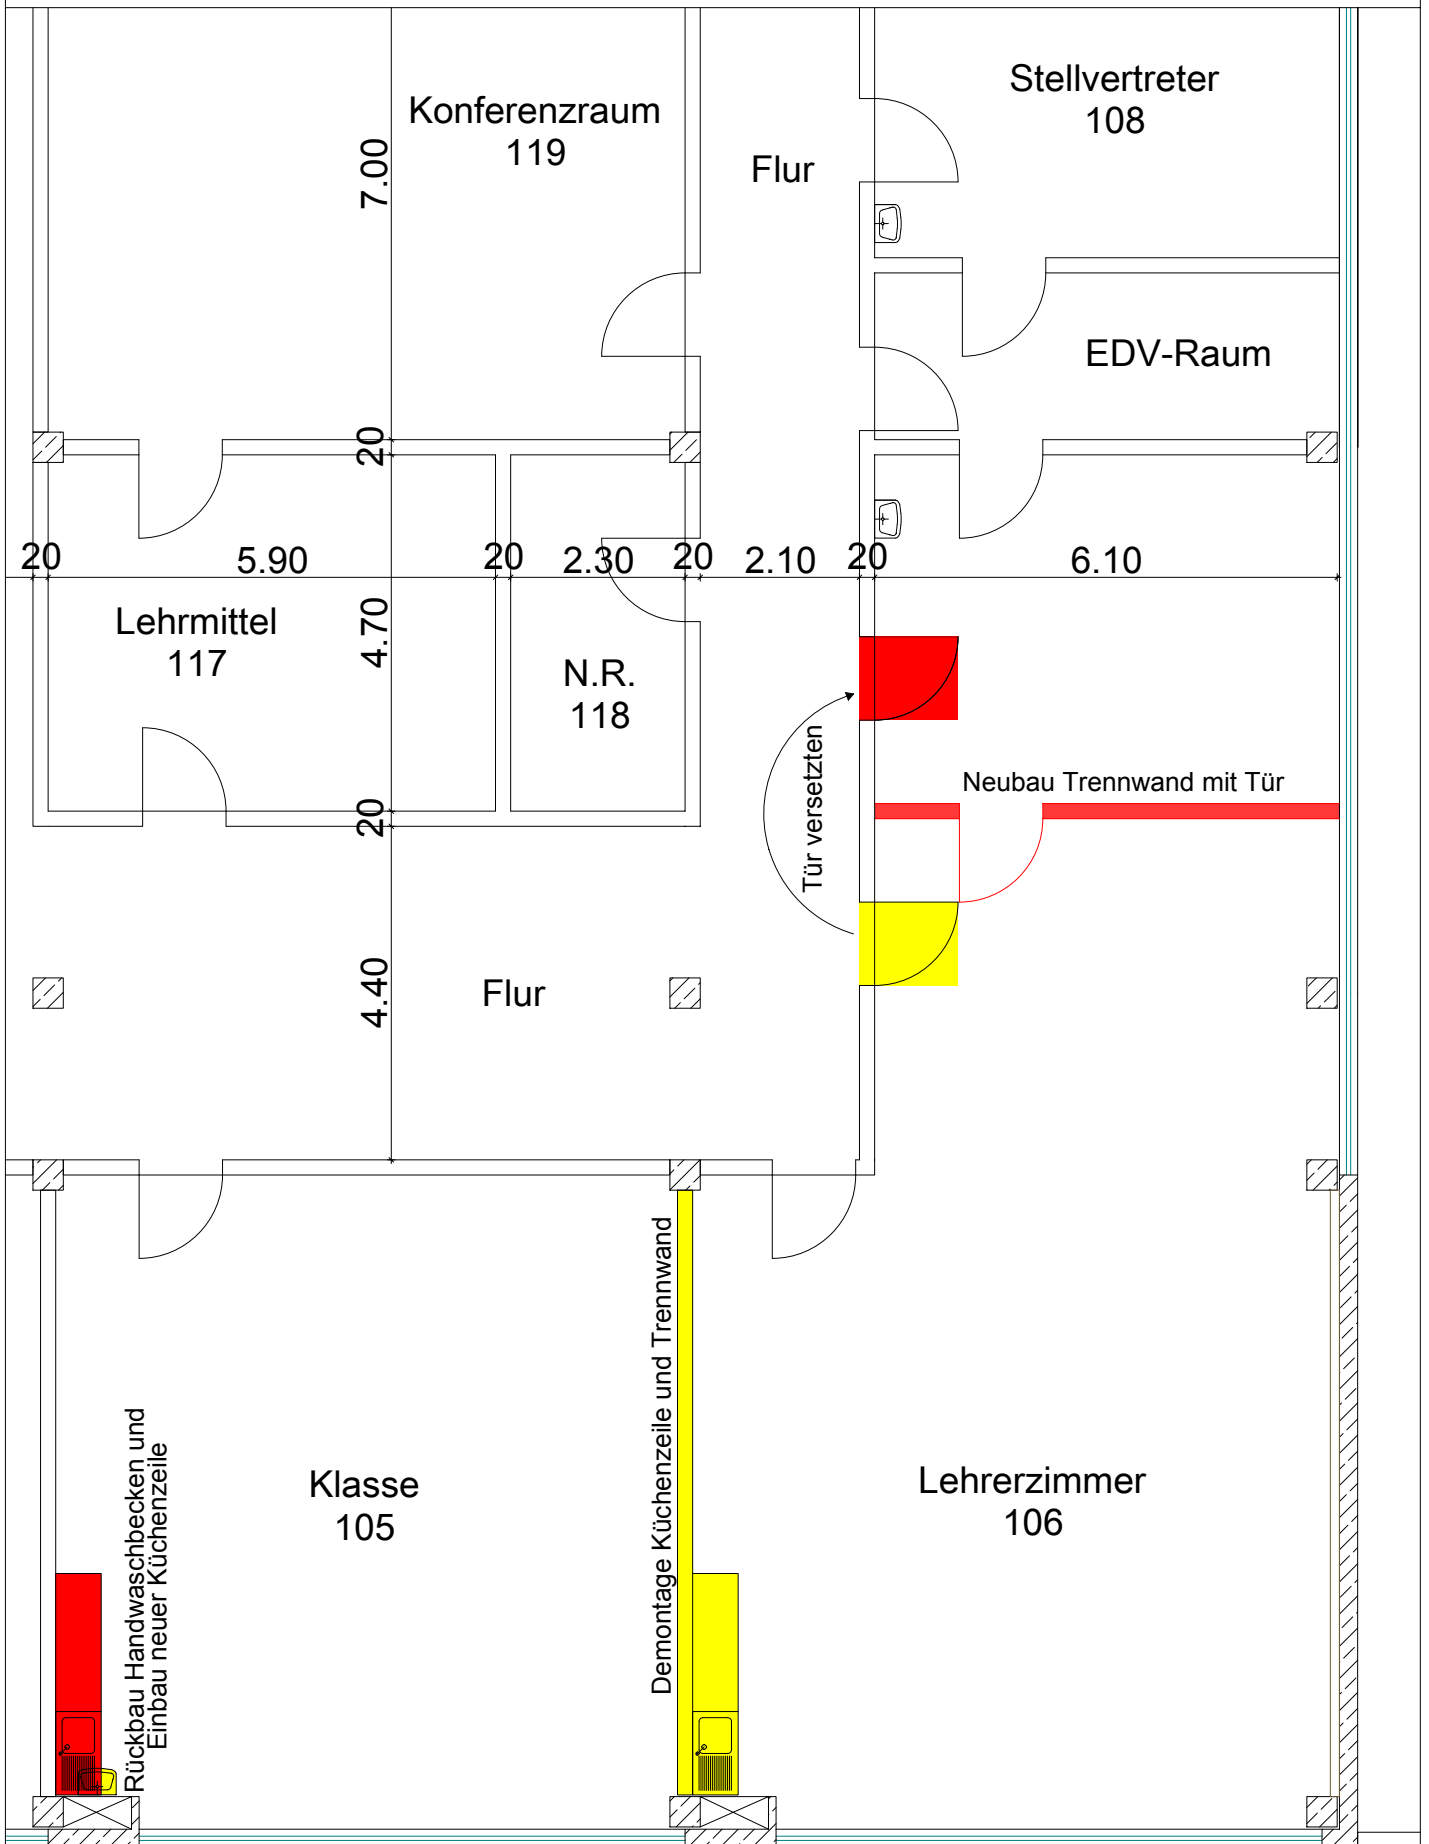 Konferenzraum
119
Stellvertreter
108
Flur
7.00
EDV-Raum
20
20
5.90
20
2.30
20
2.10
20
6.10
Lehrmittel
117
4.70
N.R.
118
Tür versetzten
Neubau Trennwand mit Tür
20
4.40
Flur
Demontage Küchenzeile und Trennwand
Rückbau Handwaschbecken und
Einbau neuer Küchenzeile
Klasse
105
Lehrerzimmer
106